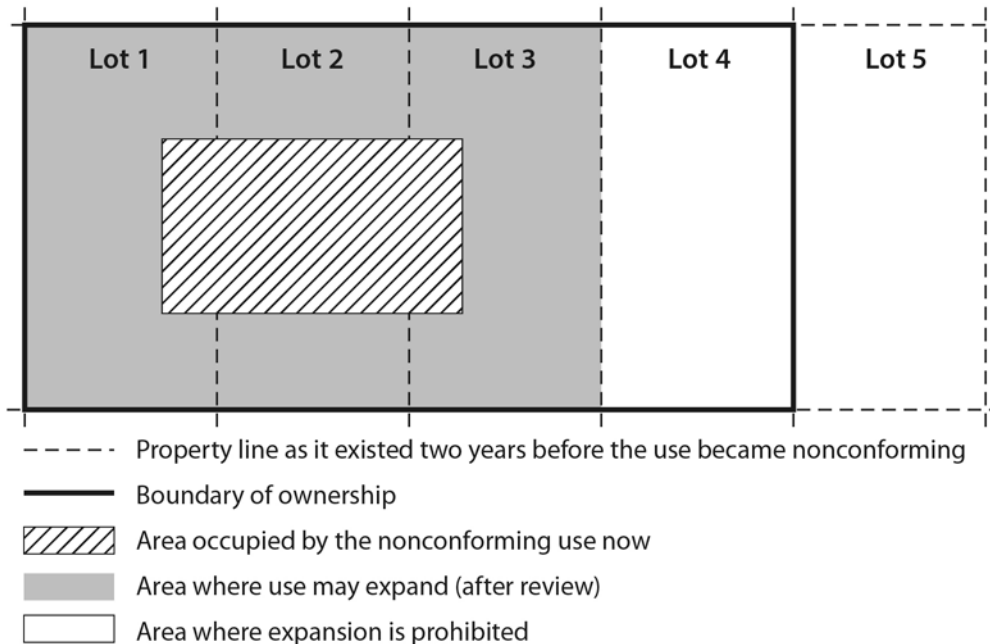 Lot 1 Lot 2 Lot 3 Lot 4 Lot 5
Property line as it existed two years before the use became nonconforming
Boundary of ownership
Area occupied by the nonconforming use now
Area where use may expand (after review)
Area where expansion is prohibited